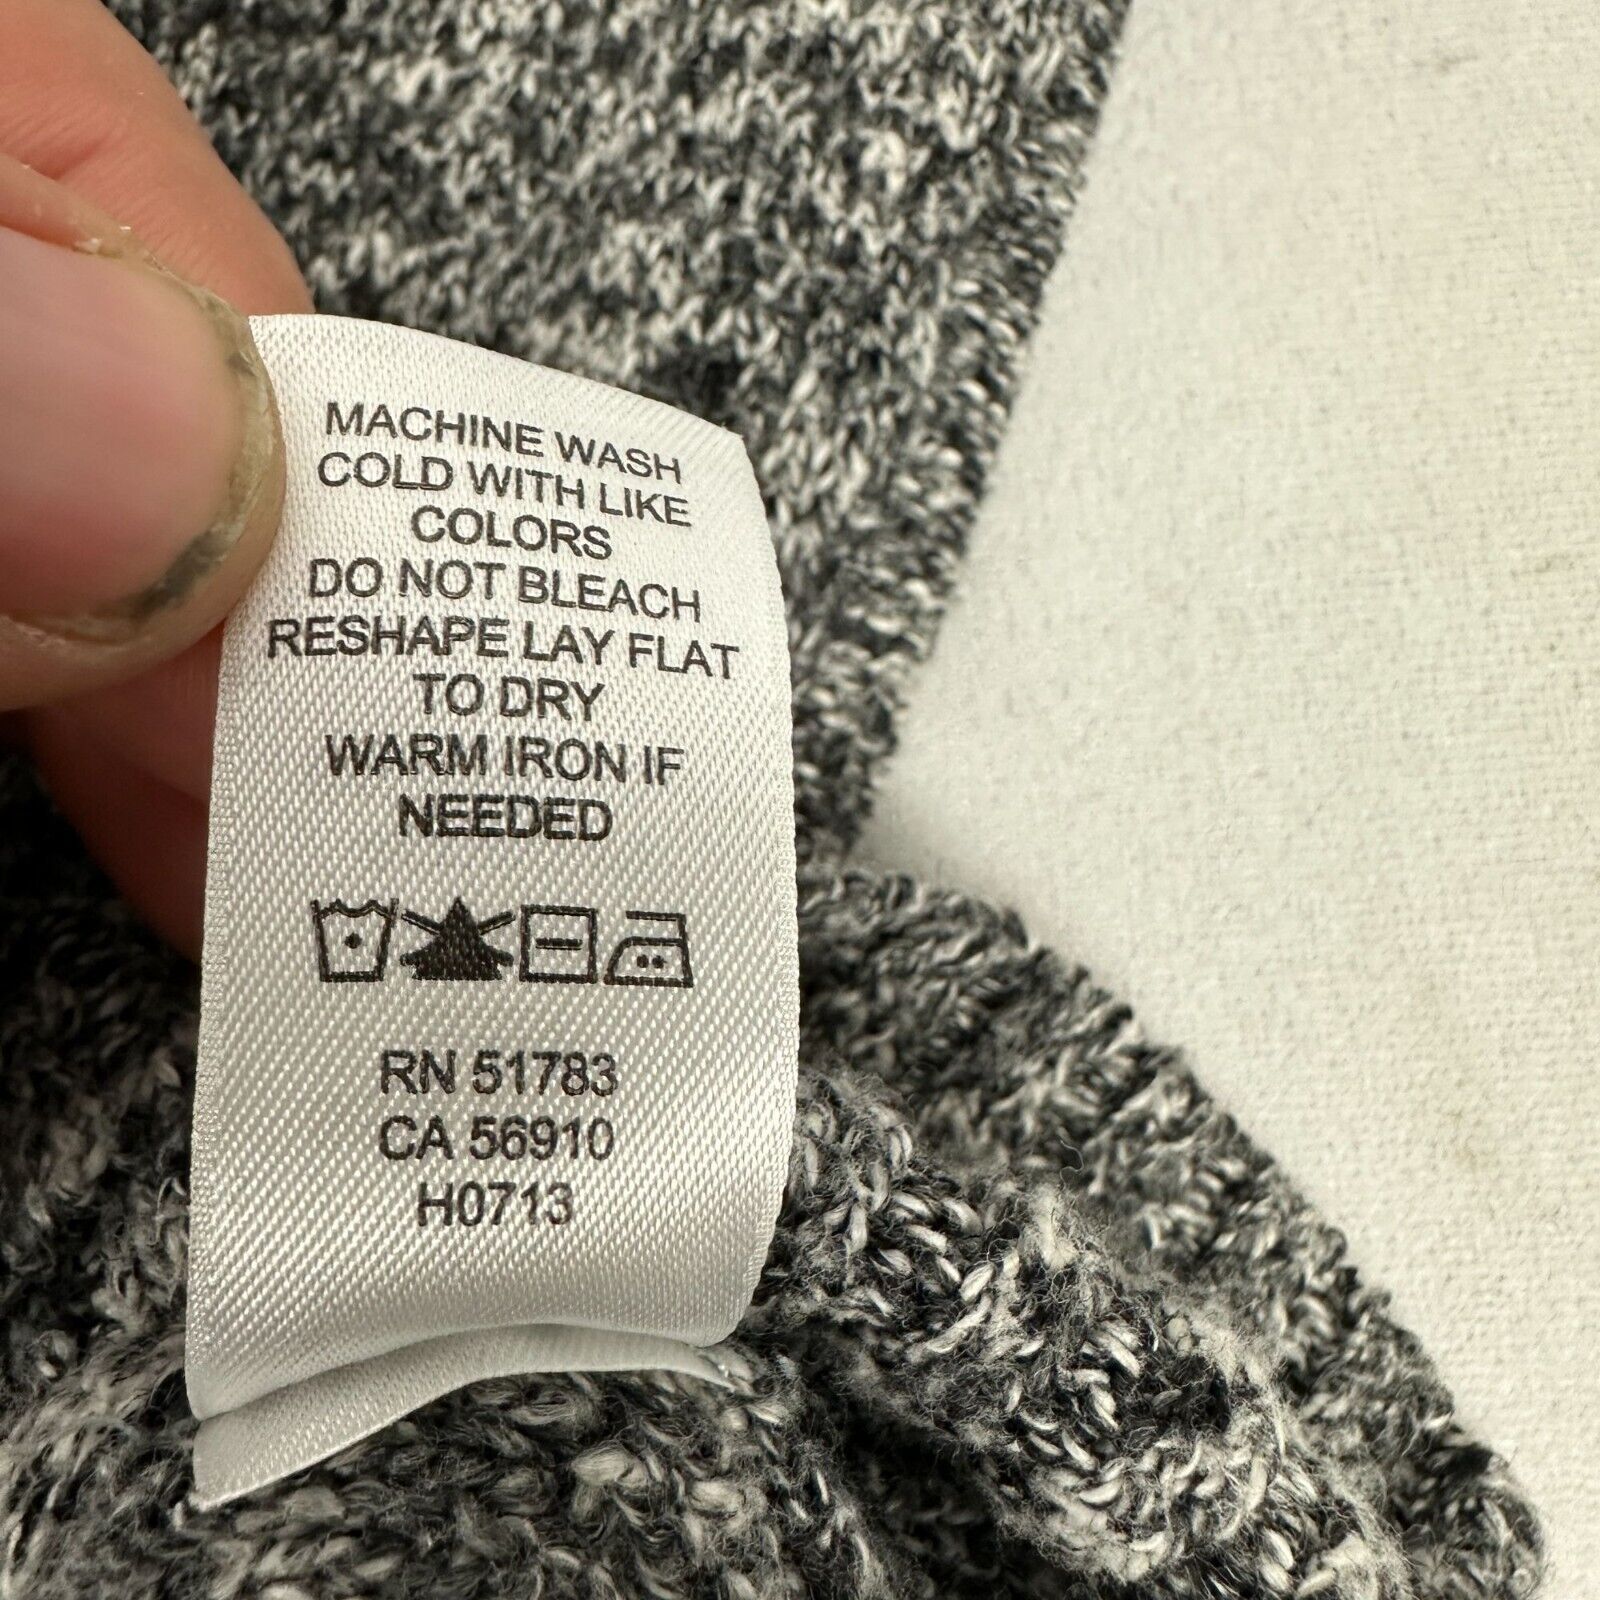 MACHINE WASH
COLD WITH LIKE
COLORS
DO NOT BLEACH
RESHAPE LAY FLAT
TO DRY
WARM IRON IF
NEEDED
RN 51783
CA 56910
H0713